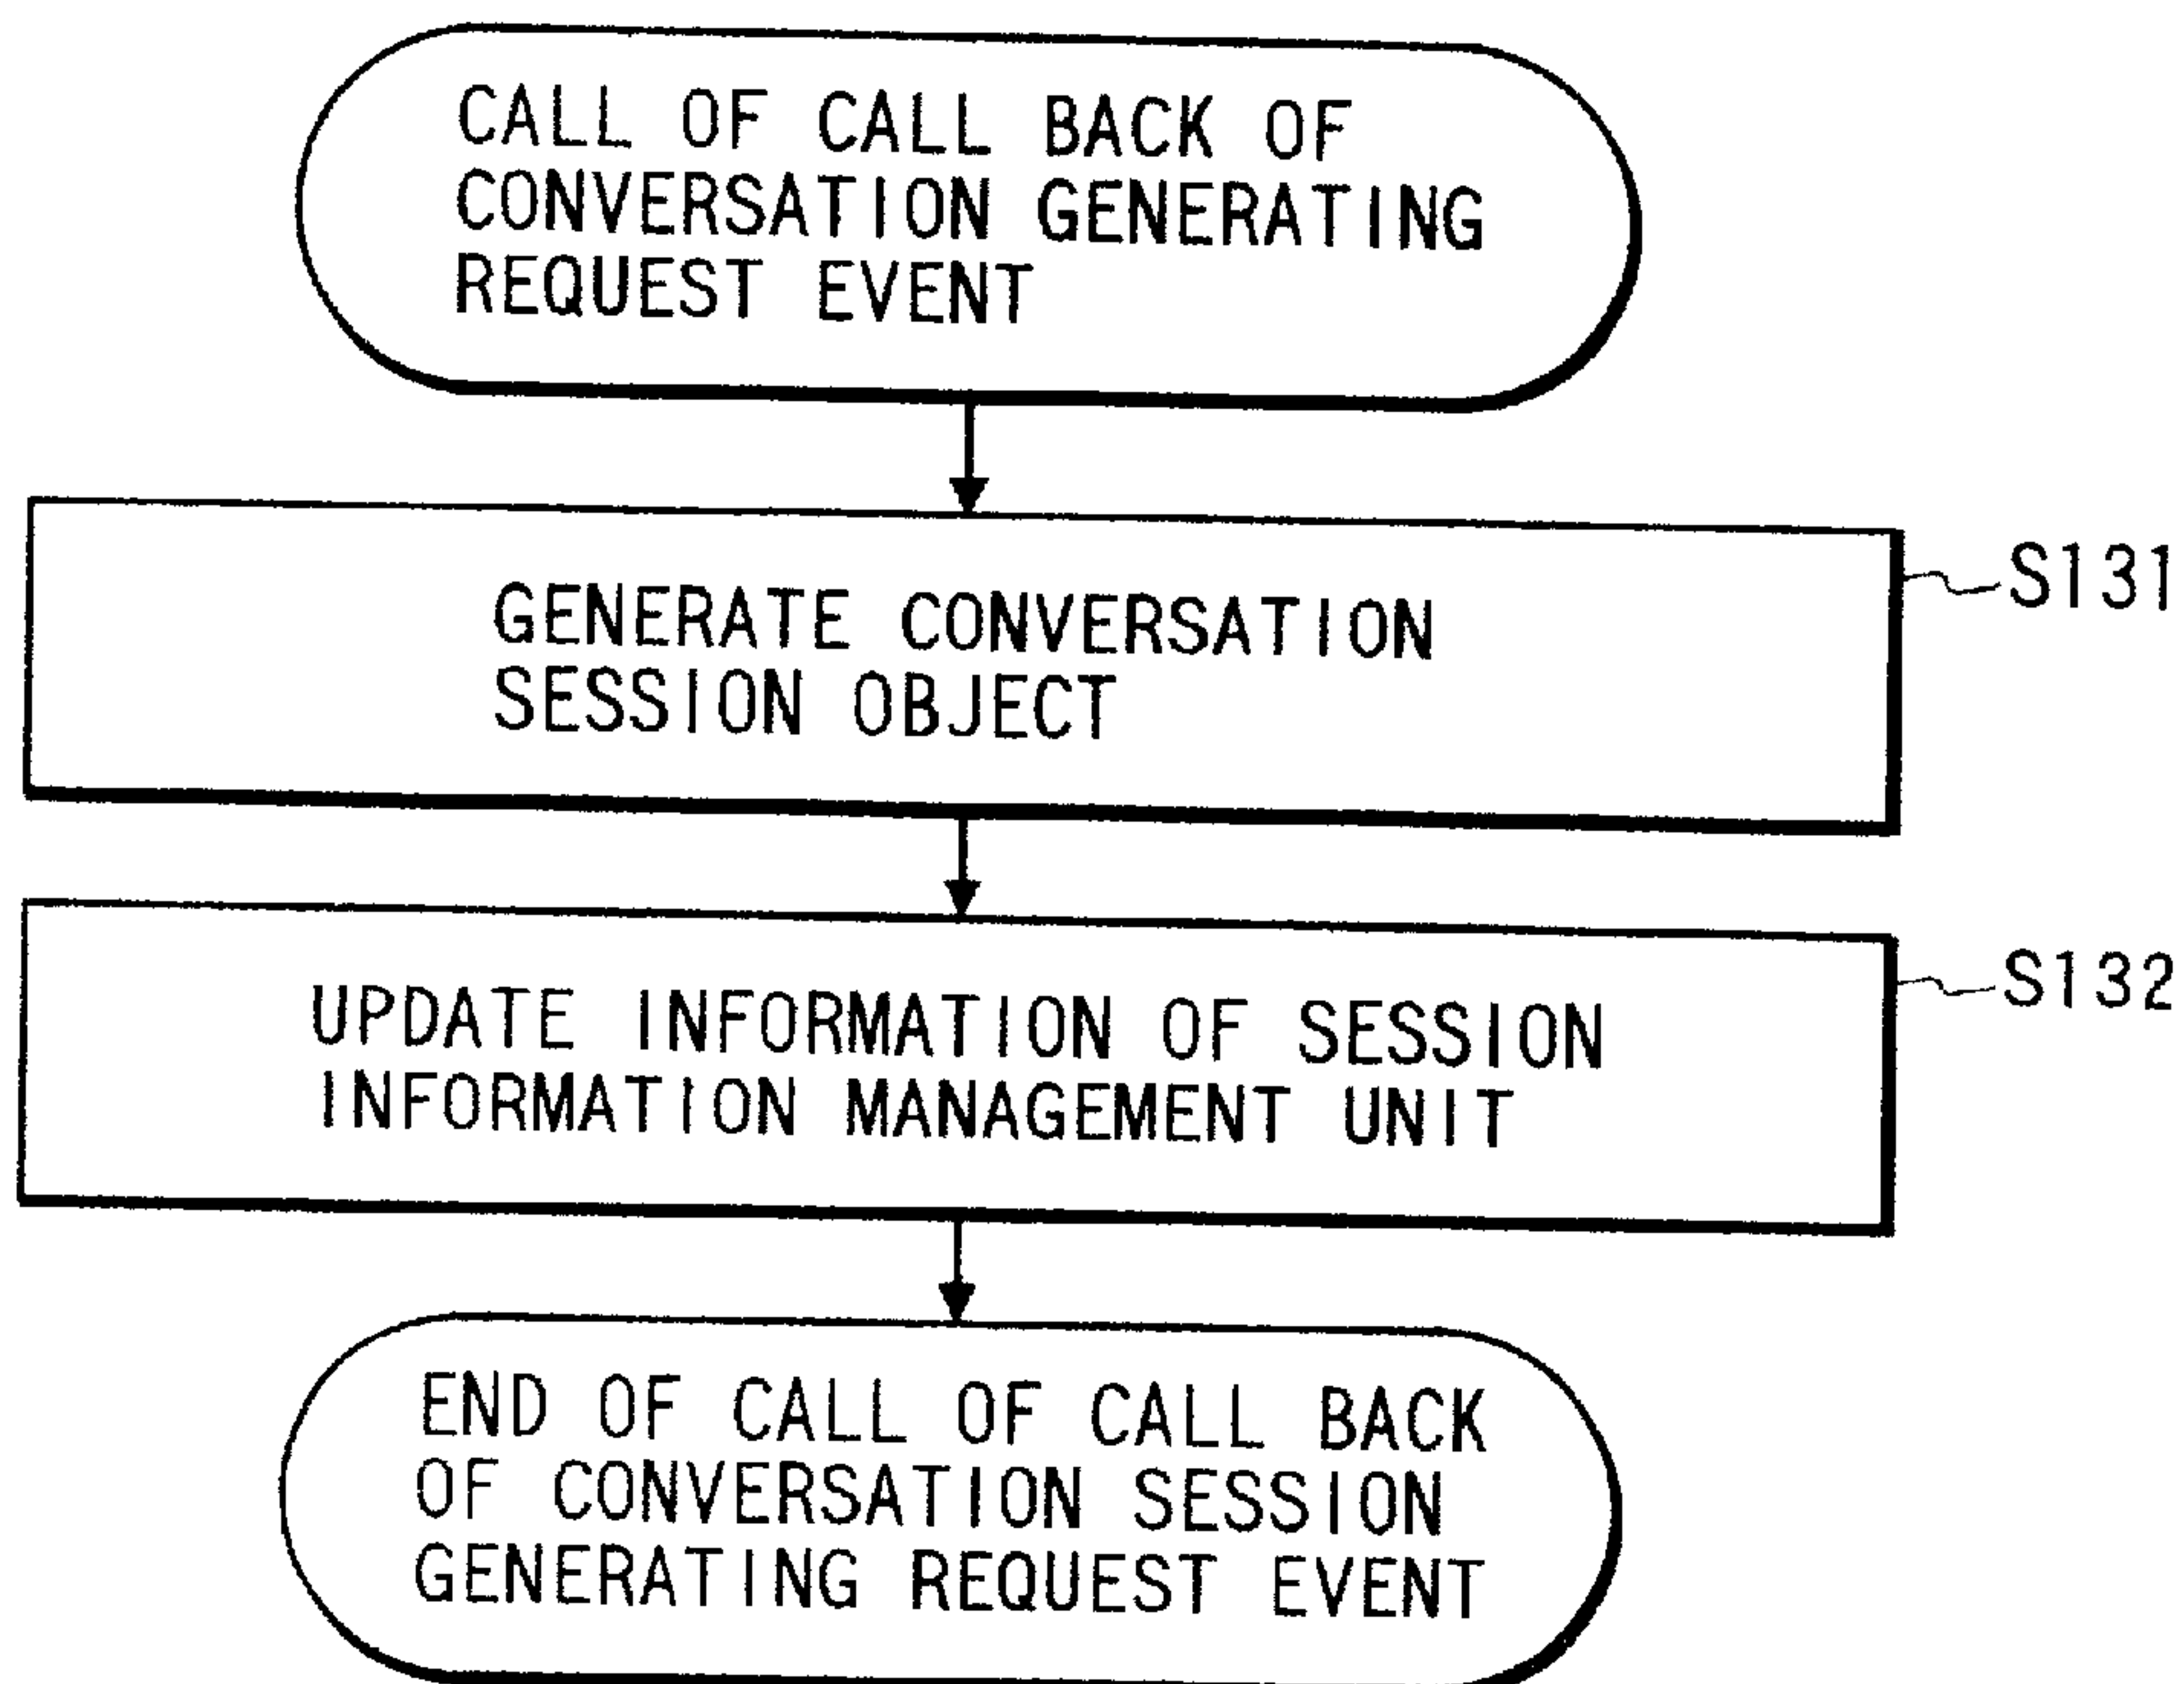 CALL OF CALL BACK OF
CONVERSATION GENERATING
REQUEST EVENT
GENERATE CONVERSATION
SESSION OBJECT
S131
UPDATE INFORMATION OF SESSION
INFORMATION MANAGEMENT UNIT
S132
END OF CALL OF CALL BACK
OF CONVERSATION SESSION
GENERATING REQUEST EVENT